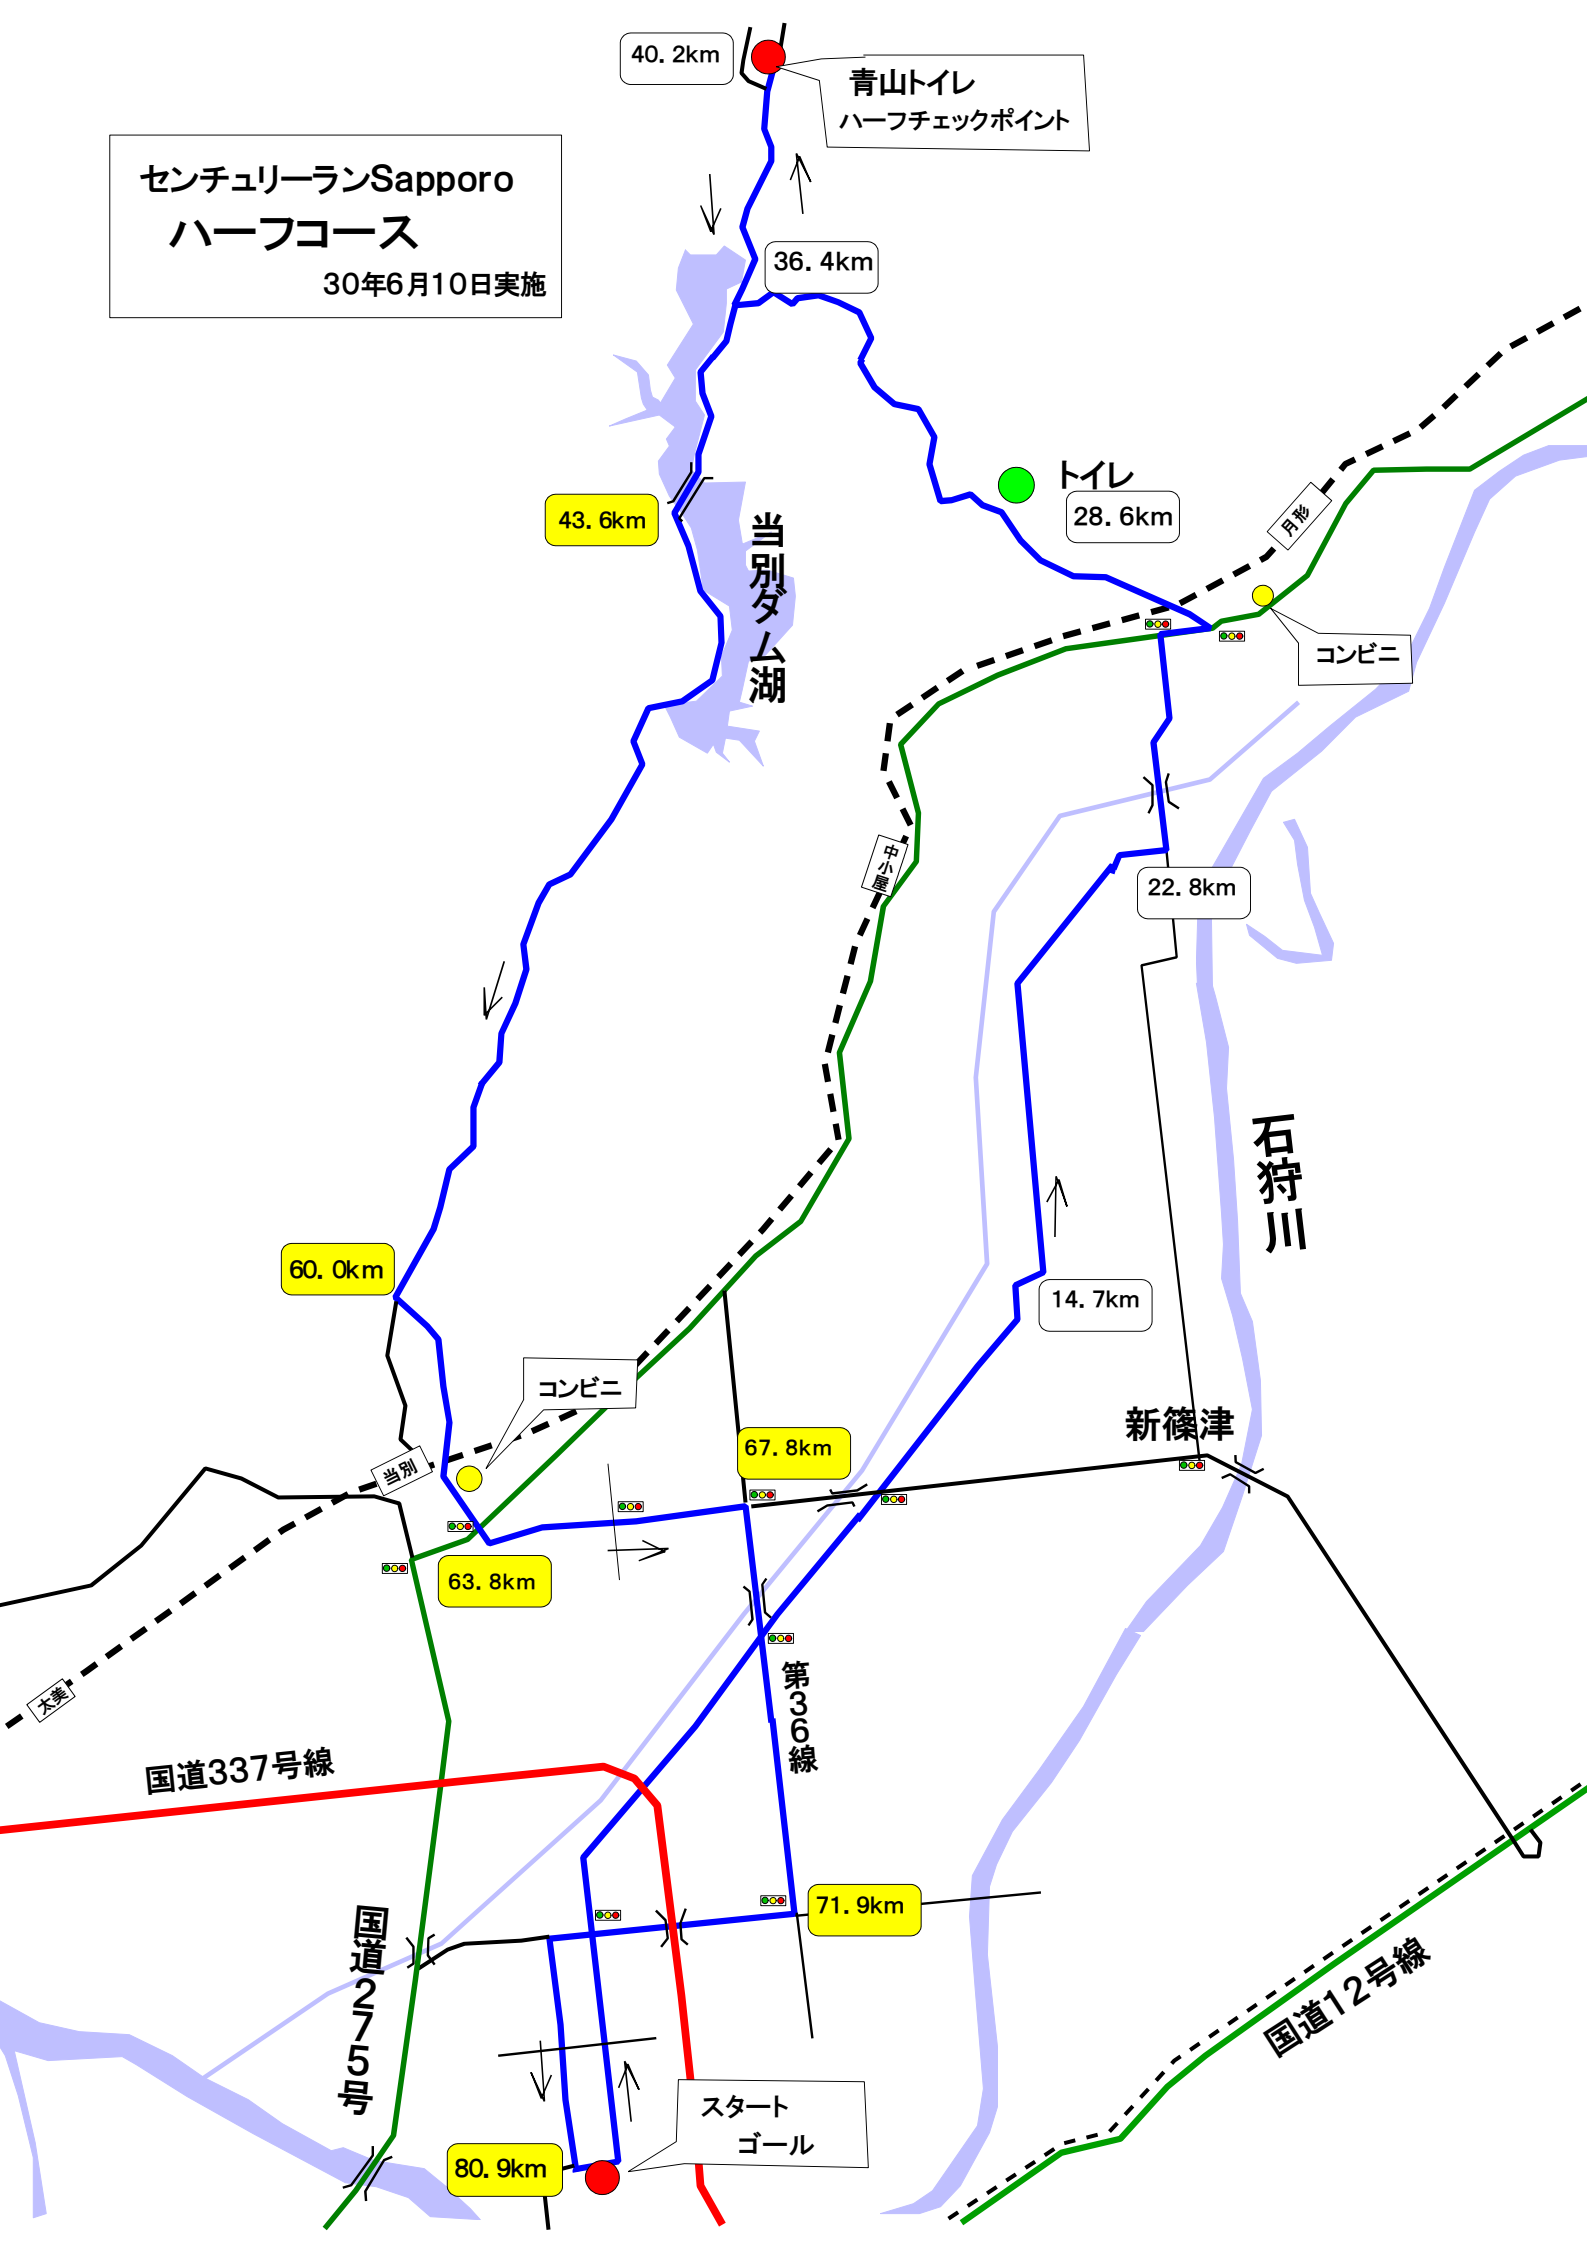 40.2km
青山トイレ
ハーフチェックポイント
センチュリーランSapporo
ハーフコース
30年6月10日実施
36.4km
トイレ
28.6km
月形
43.6km
当別ダム湖
コンビニ
中小屋
22.8km
石狩川
60.0km
14.7km
コンビニ
新篠津
67.8km
当別
63.8km
第36線
太美
国道337号線
71.9km
国道275号
国道12号線
スタート
ゴール
80.9km